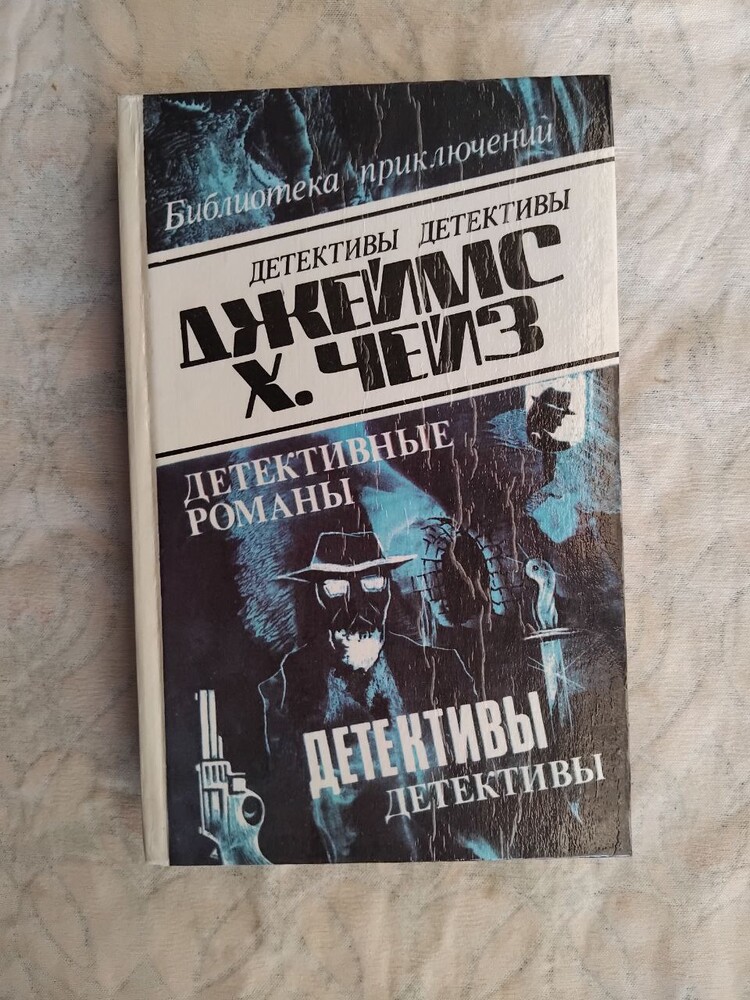 Библиотека приключений
ДЕТЕКТИВЫ ДЕТЕКТИВЫ
ДЖЕЙМС
Х. ЧЕЙЗ
ДЕТЕКТИВНЫЕ
РОМАНЫ
ДЕТЕКТИВЫ
ДЕТЕКТИВЫ